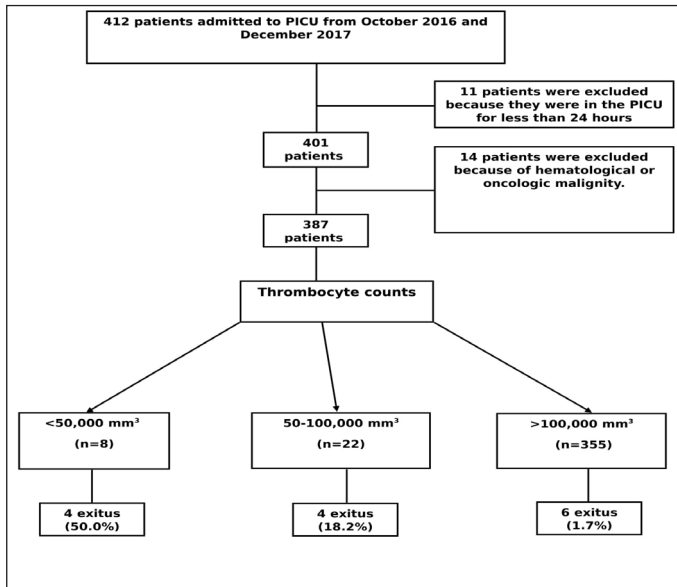 412 patients admitted to PICU from October 2016 and
December 2017
11 patients were excluded
because they were in the PICU
for less than 24 hours
401
patients
14 patients were excluded
because of hematological or
oncologic malignity.
387
patients
Thrombocyte counts
<50,000 mm³
(n=8)
50-100,000 mm³
(n=22)
>100,000 mm³
(n=355)
4 exitus
(50.0%)
4 exitus
(18.2%)
6 exitus
(1.7%)